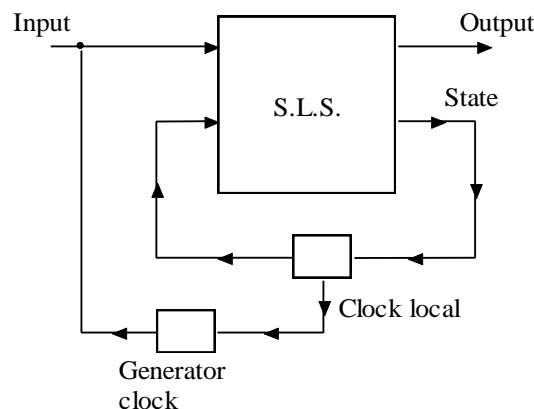 Input
Output
S.L.S.
State
Clock local
Generator
clock